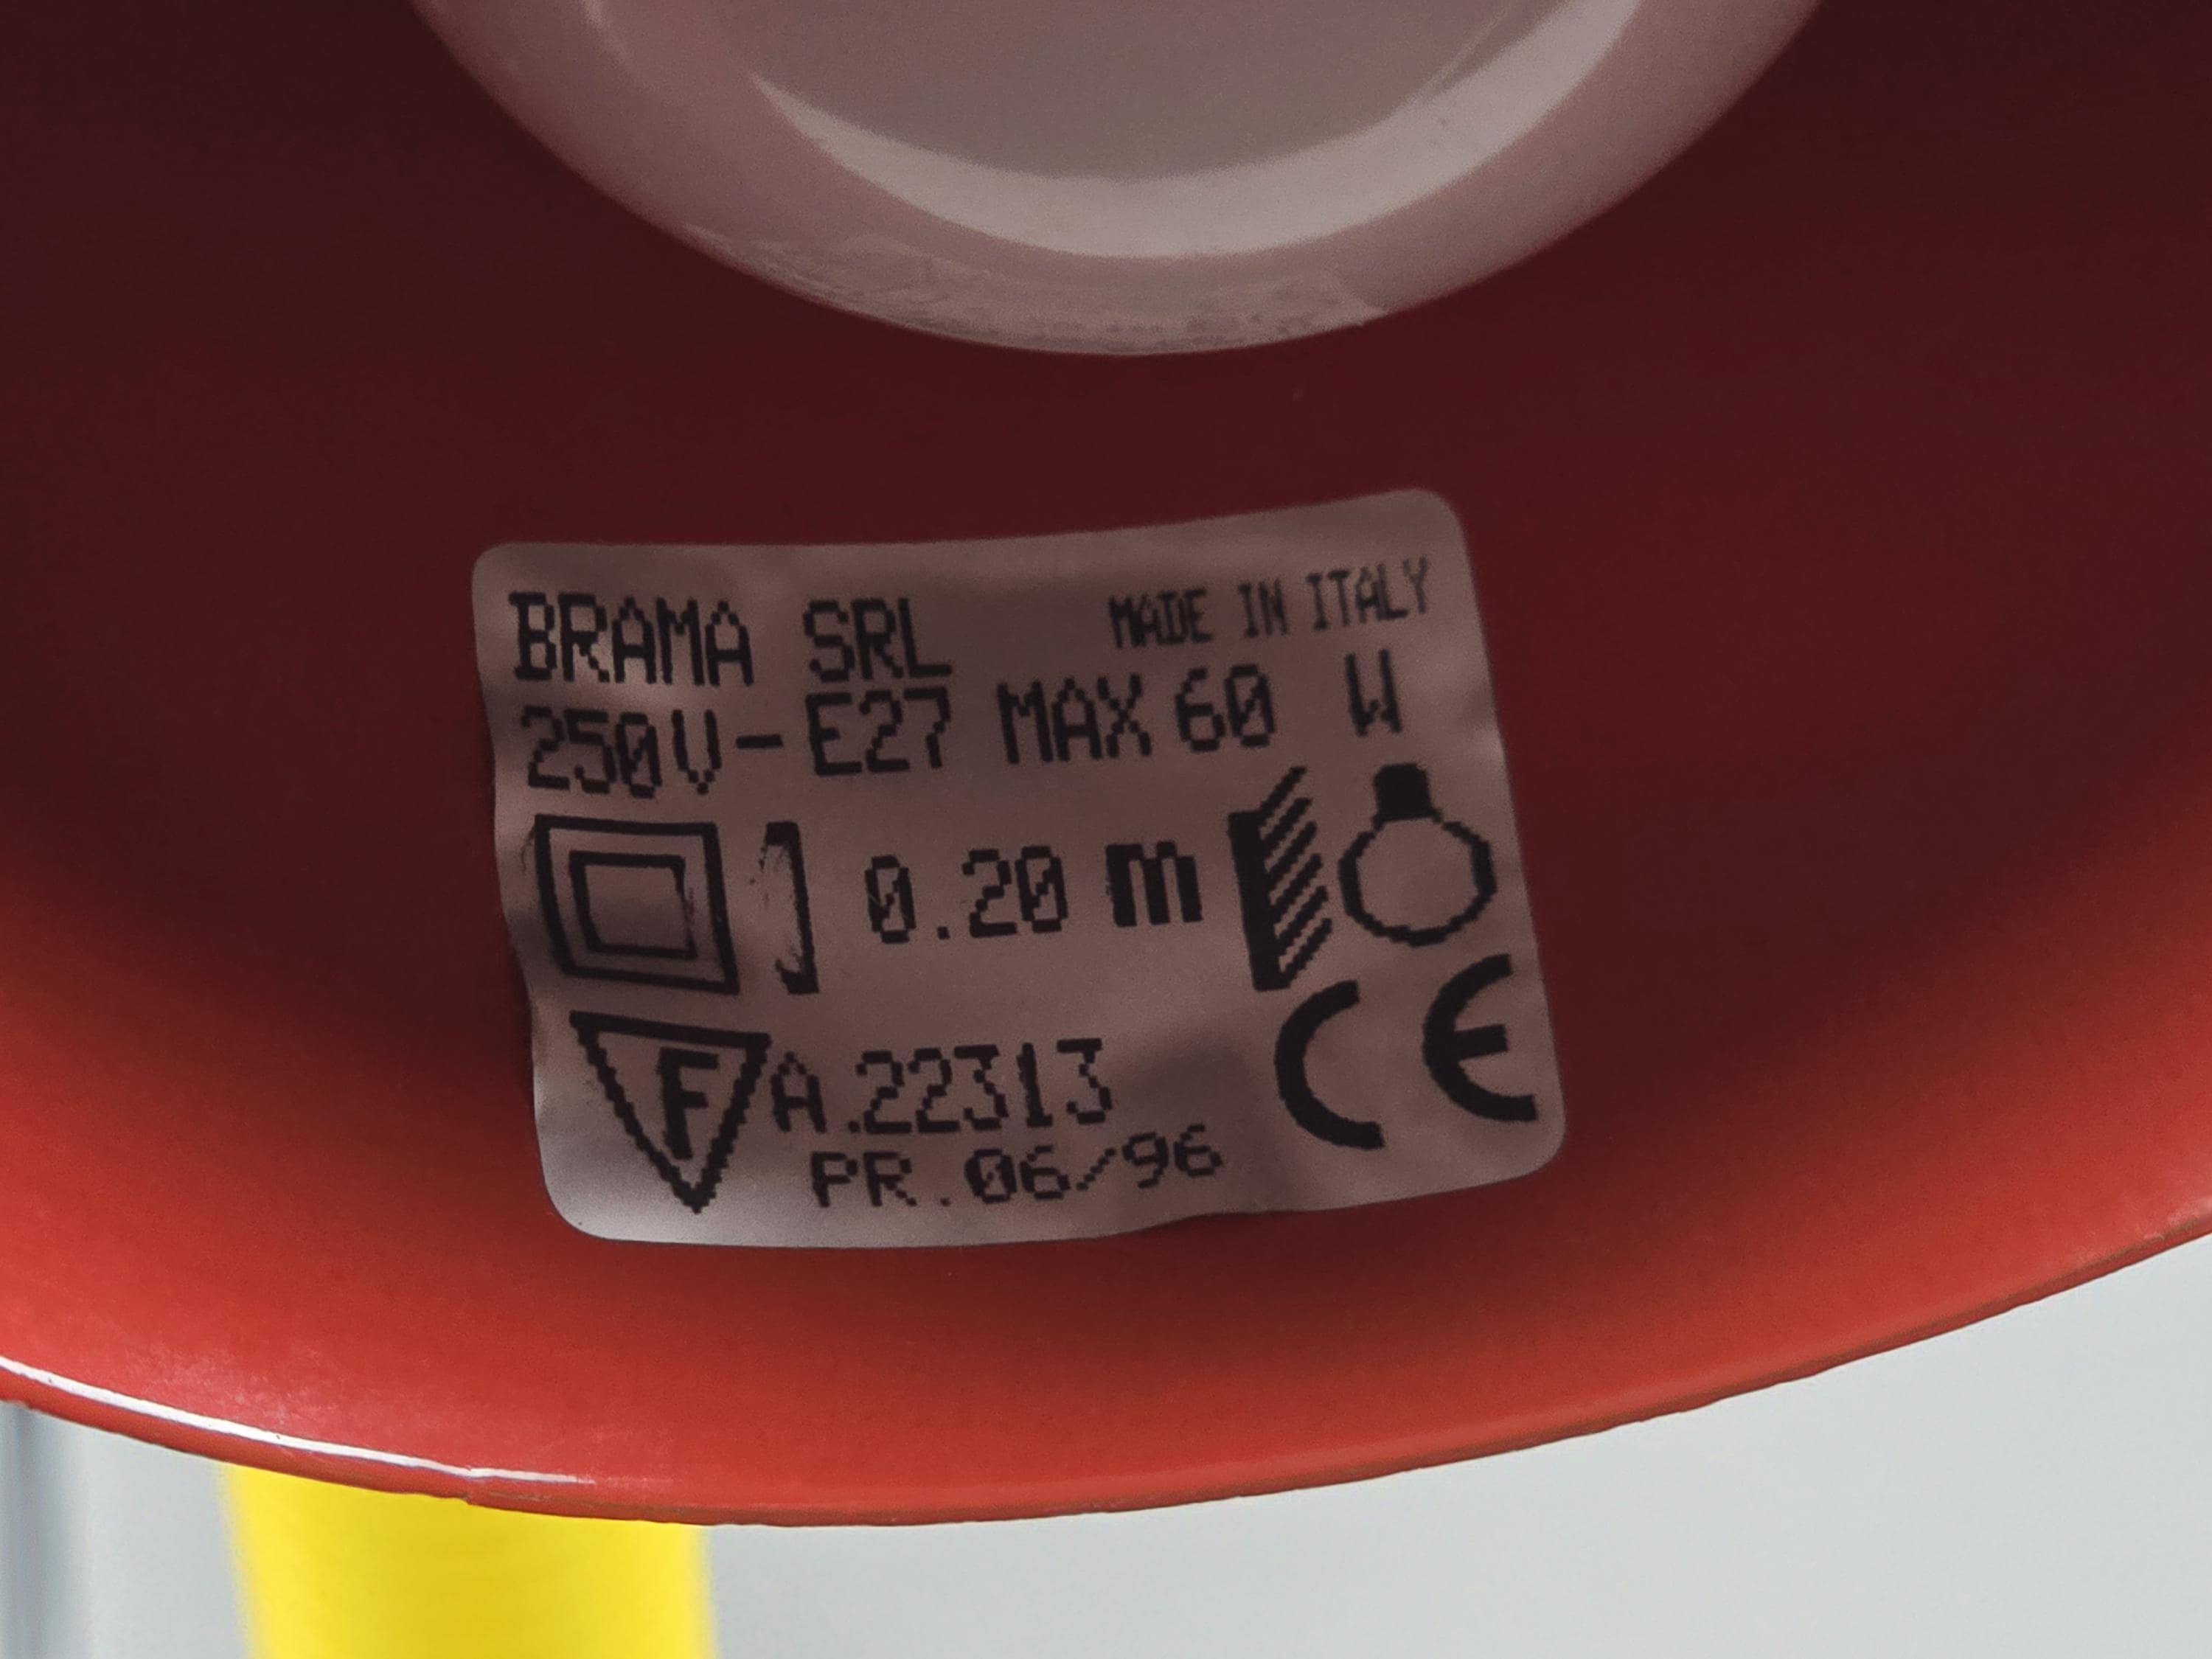 BRAMA SRL MADE IN ITALY
250V-E27 MAX 60 W
0.20 m
F A.22313 CE
PR.06/96